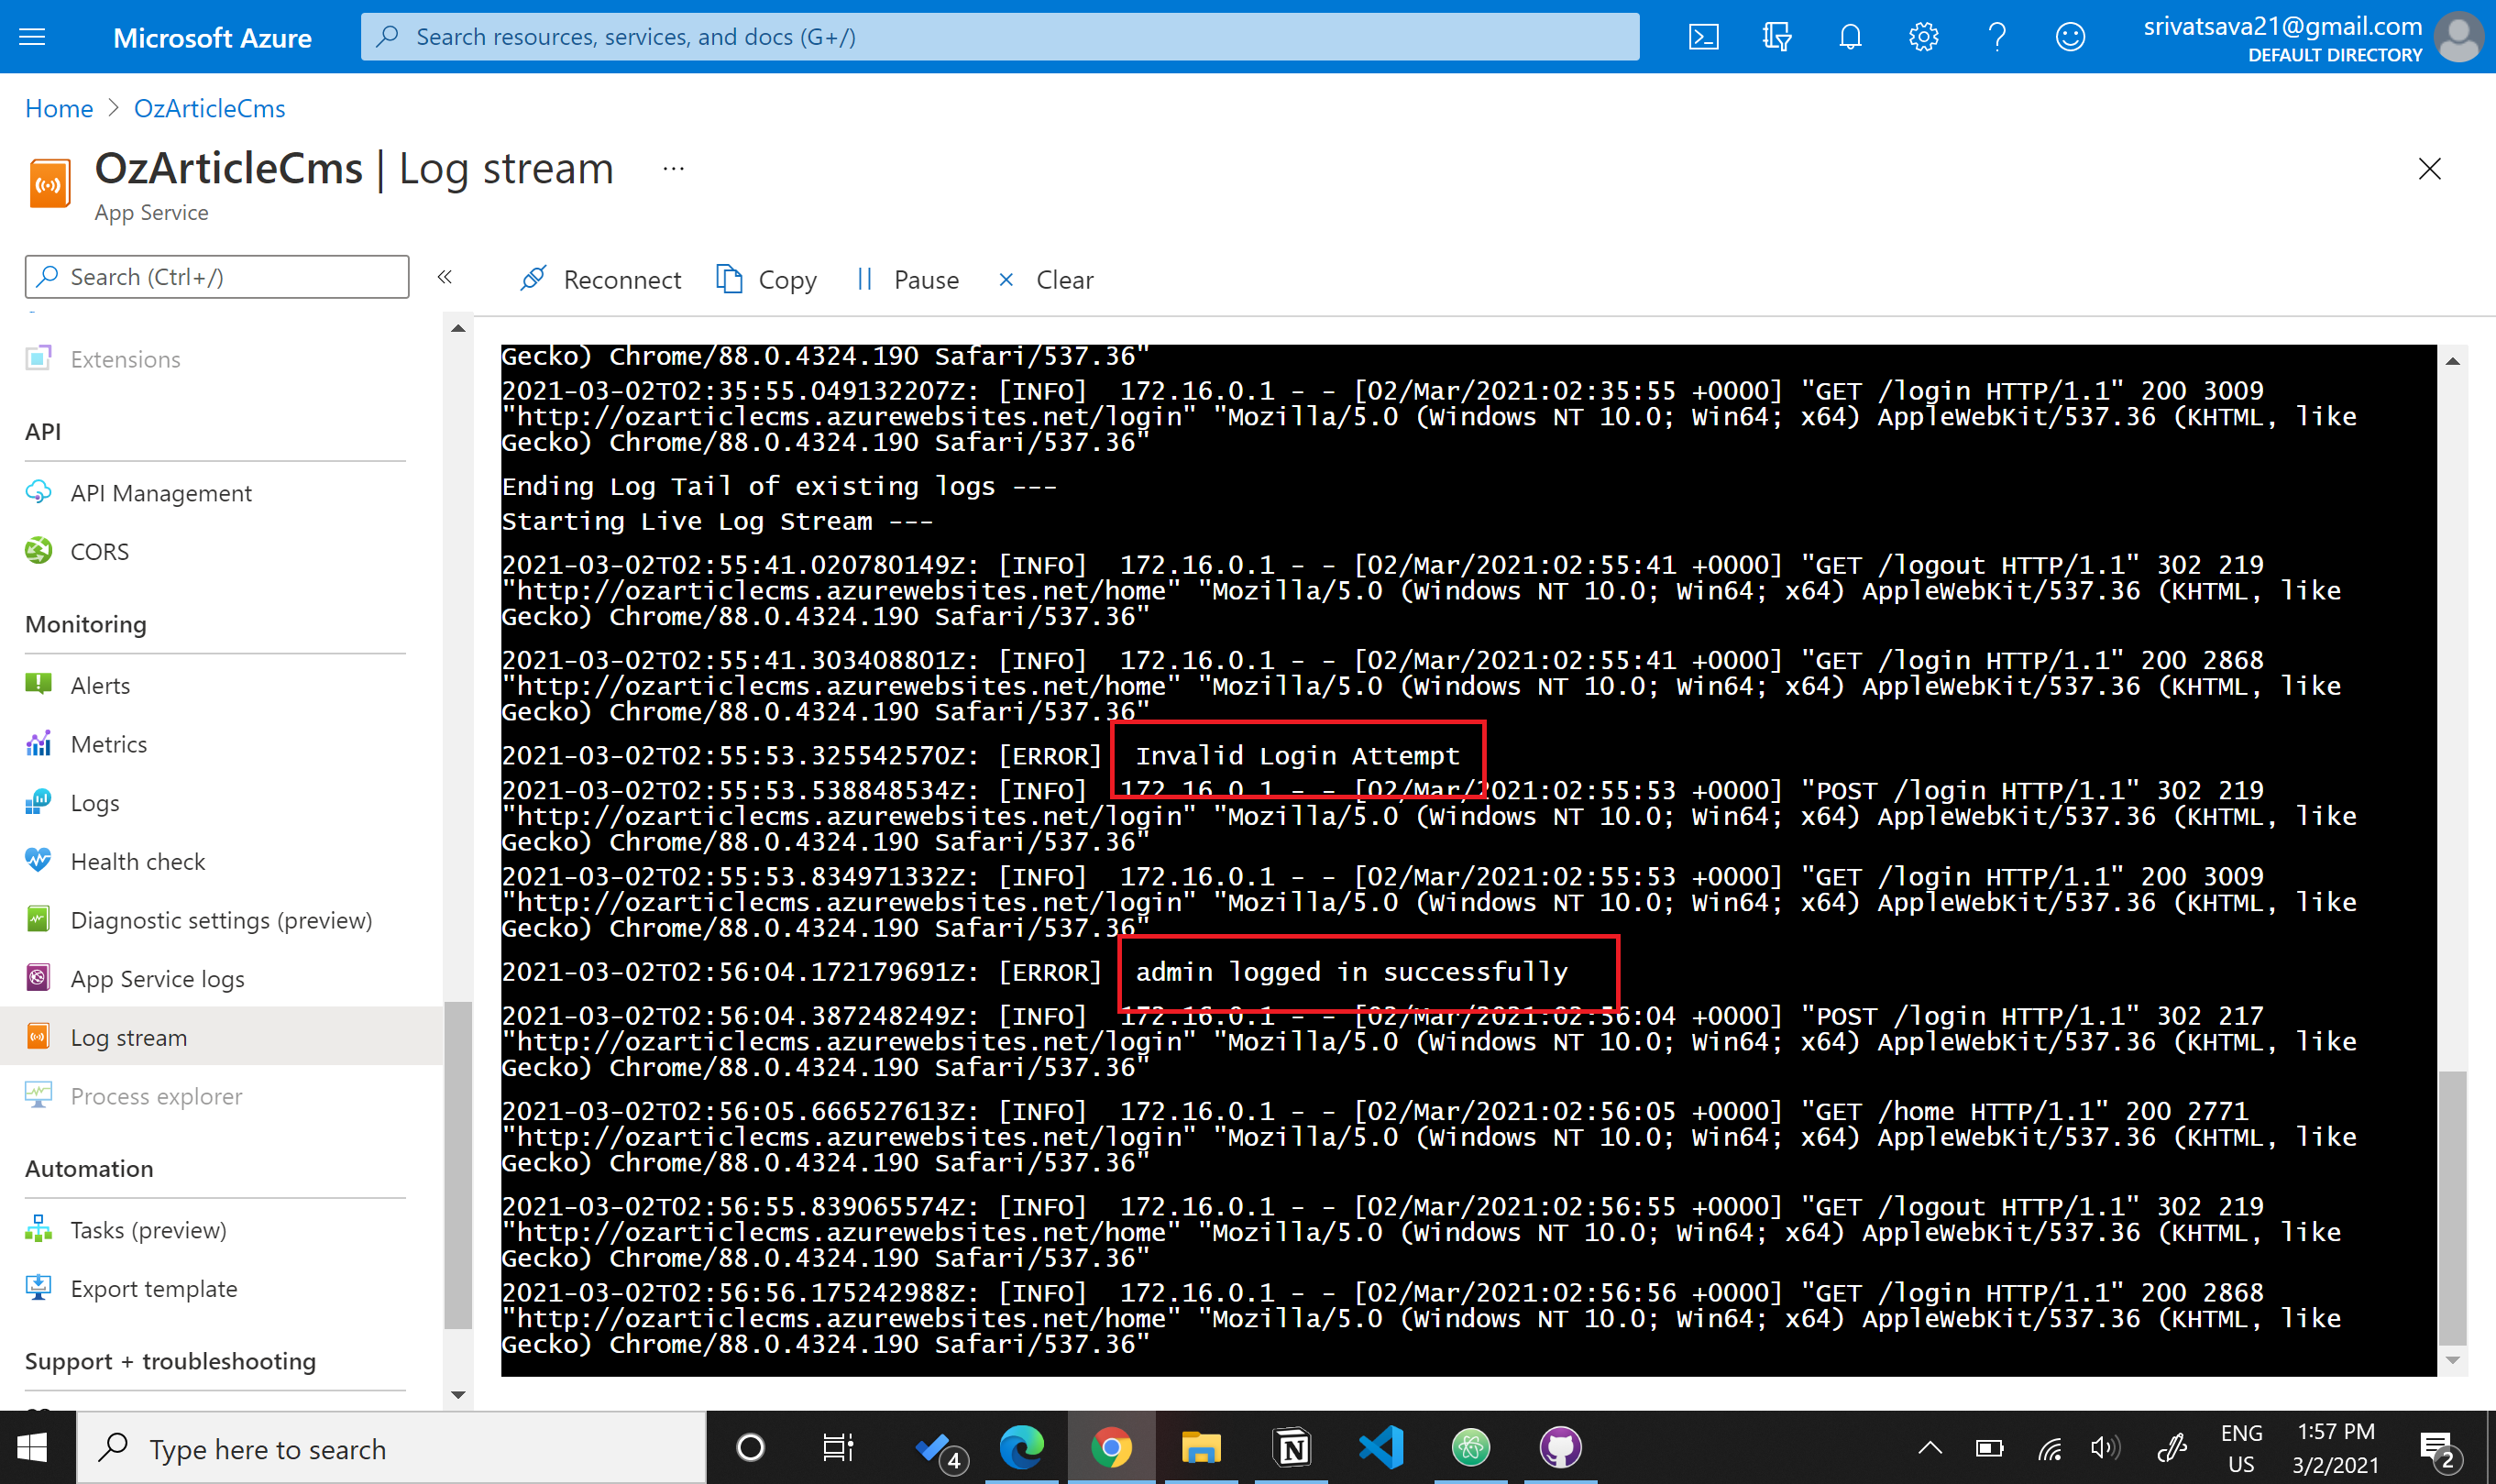 Microsoft Azure
Search resources, services, and docs (G+/)
srivatsava21@gmail.com
DEFAULT DIRECTORY
Home > OzArticleCms
OzArticleCms | Log stream ...
App Service
Search (Ctrl+/)
«
Reconnect Copy Pause Clear
Extensions
API
API Management
CORS
Monitoring
Alerts
Metrics
Logs
Health check
Diagnostic settings (preview)
App Service logs
Log stream
Process explorer
Automation
Tasks (preview)
Export template
Support + troubleshooting
Gecko) Chrome/88.0.4324.190 Safari/537.36"
2021-03-02T02:35:55.049132207Z: [INFO]  172.16.0.1 - - [02/Mar/2021:02:35:55 +0000] "GET /login HTTP/1.1" 200 3009
"http://ozarticlecms.azurewebsites.net/login" "Mozilla/5.0 (Windows NT 10.0; Win64; x64) AppleWebKit/537.36 (KHTML, like
Gecko) Chrome/88.0.4324.190 Safari/537.36"
Ending Log Tail of existing logs ---
Starting Live Log Stream ---
2021-03-02T02:55:41.020780149Z: [INFO]  172.16.0.1 - - [02/Mar/2021:02:55:41 +0000] "GET /logout HTTP/1.1" 302 219
"http://ozarticlecms.azurewebsites.net/home" "Mozilla/5.0 (Windows NT 10.0; Win64; x64) AppleWebKit/537.36 (KHTML, like
Gecko) Chrome/88.0.4324.190 Safari/537.36"
2021-03-02T02:55:41.303408801Z: [INFO]  172.16.0.1 - - [02/Mar/2021:02:55:41 +0000] "GET /login HTTP/1.1" 200 2868
"http://ozarticlecms.azurewebsites.net/home" "Mozilla/5.0 (Windows NT 10.0; Win64; x64) AppleWebKit/537.36 (KHTML, like
Gecko) Chrome/88.0.4324.190 Safari/537.36"
2021-03-02T02:55:53.325542570Z: [ERROR]  Invalid Login Attempt
2021-03-02T02:55:53.538848534Z: [INFO]  172.16.0.1 - - [02/Mar/2021:02:55:53 +0000] "POST /login HTTP/1.1" 302 219
"http://ozarticlecms.azurewebsites.net/login" "Mozilla/5.0 (Windows NT 10.0; Win64; x64) AppleWebKit/537.36 (KHTML, like
Gecko) Chrome/88.0.4324.190 Safari/537.36"
2021-03-02T02:55:53.834971332Z: [INFO]  172.16.0.1 - - [02/Mar/2021:02:55:53 +0000] "GET /login HTTP/1.1" 200 3009
"http://ozarticlecms.azurewebsites.net/login" "Mozilla/5.0 (Windows NT 10.0; Win64; x64) AppleWebKit/537.36 (KHTML, like
Gecko) Chrome/88.0.4324.190 Safari/537.36"
2021-03-02T02:56:04.172179691Z: [ERROR]  admin logged in successfully
2021-03-02T02:56:04.387248249Z: [INFO]  172.16.0.1 - - [02/Mar/2021:02:56:04 +0000] "POST /login HTTP/1.1" 302 217
"http://ozarticlecms.azurewebsites.net/login" "Mozilla/5.0 (Windows NT 10.0; Win64; x64) AppleWebKit/537.36 (KHTML, like
Gecko) Chrome/88.0.4324.190 Safari/537.36"
2021-03-02T02:56:05.666527613Z: [INFO]  172.16.0.1 - - [02/Mar/2021:02:56:05 +0000] "GET /home HTTP/1.1" 200 2771
"http://ozarticlecms.azurewebsites.net/login" "Mozilla/5.0 (Windows NT 10.0; Win64; x64) AppleWebKit/537.36 (KHTML, like
Gecko) Chrome/88.0.4324.190 Safari/537.36"
2021-03-02T02:56:55.839065574Z: [INFO]  172.16.0.1 - - [02/Mar/2021:02:56:55 +0000] "GET /logout HTTP/1.1" 302 219
"http://ozarticlecms.azurewebsites.net/home" "Mozilla/5.0 (Windows NT 10.0; Win64; x64) AppleWebKit/537.36 (KHTML, like
Gecko) Chrome/88.0.4324.190 Safari/537.36"
2021-03-02T02:56:56.175242988Z: [INFO]  172.16.0.1 - - [02/Mar/2021:02:56:56 +0000] "GET /login HTTP/1.1" 200 2868
"http://ozarticlecms.azurewebsites.net/home" "Mozilla/5.0 (Windows NT 10.0; Win64; x64) AppleWebKit/537.36 (KHTML, like
Gecko) Chrome/88.0.4324.190 Safari/537.36"
Type here to search
4
N
ENG
US
1:57 PM
3/2/2021
2